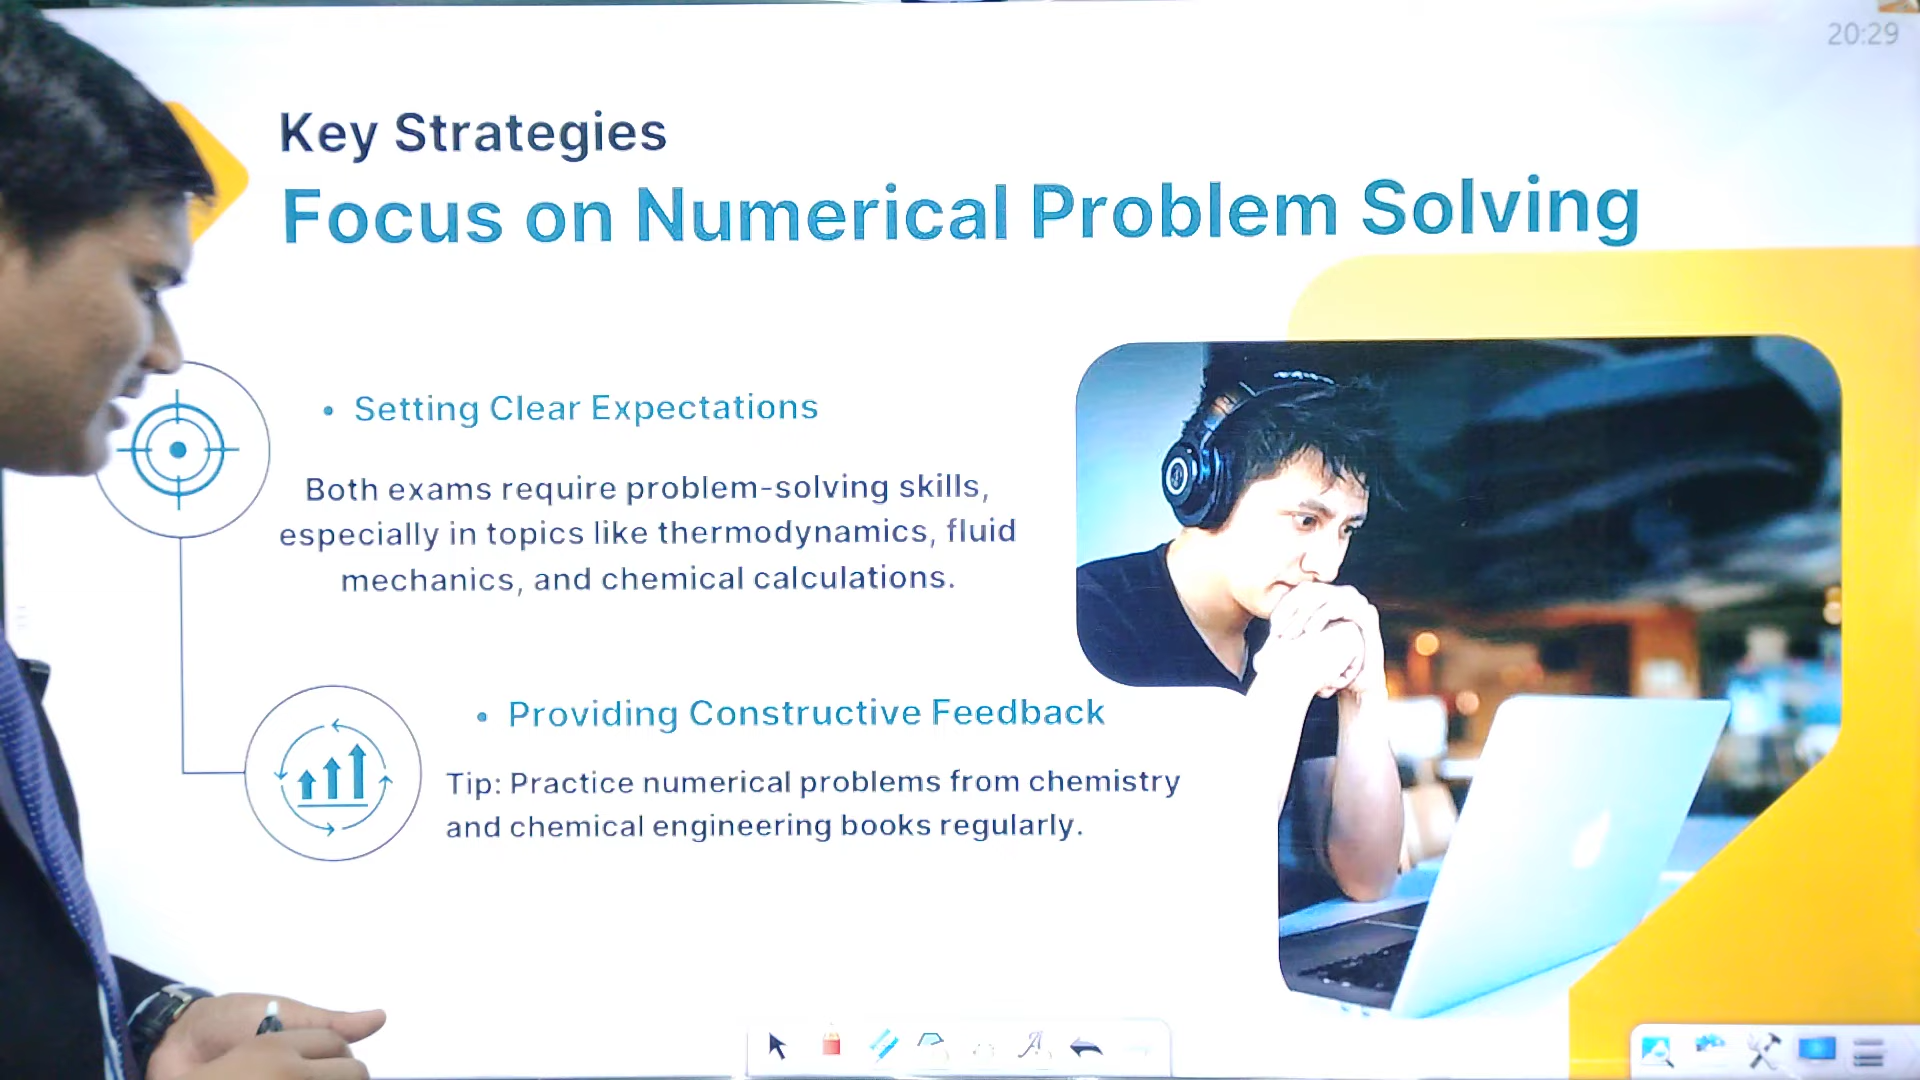 20:29
Key Strategies
Focus on Numerical Problem Solving
• Setting Clear Expectations
Both exams require problem-solving skills,
especially in topics like thermodynamics, fluid
mechanics, and chemical calculations.
• Providing Constructive Feedback
Tip: Practice numerical problems from chemistry
and chemical engineering books regularly.